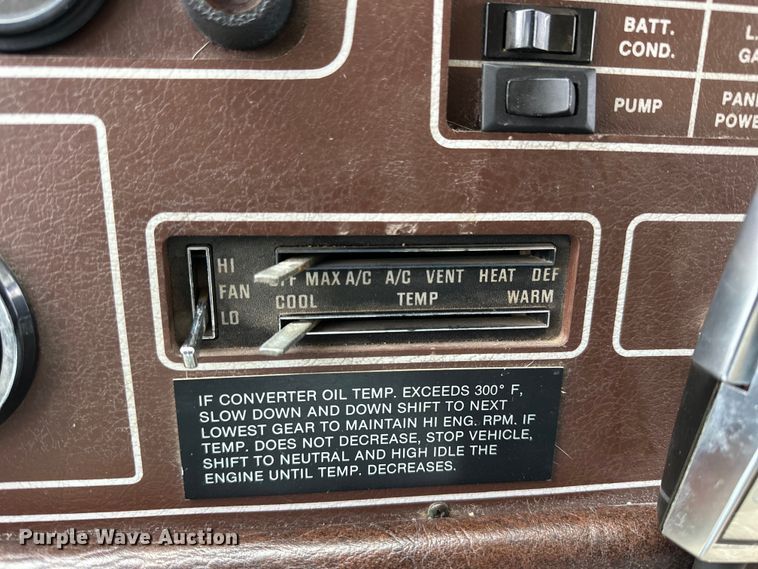 BATT.
COND.
PUMP
HI
FAN
LO
MAX A/C A/C VENT HEAT DEF
COOL TEMP WARM
IF CONVERTER OIL TEMP. EXCEEDS 300° F,
SLOW DOWN AND DOWN SHIFT TO NEXT
LOWEST GEAR TO MAINTAIN HI ENG. RPM. IF
TEMP. DOES NOT DECREASE, STOP VEHICLE,
SHIFT TO NEUTRAL AND HIGH IDLE THE
ENGINE UNTIL TEMP. DECREASES.
Purple Wave Auction